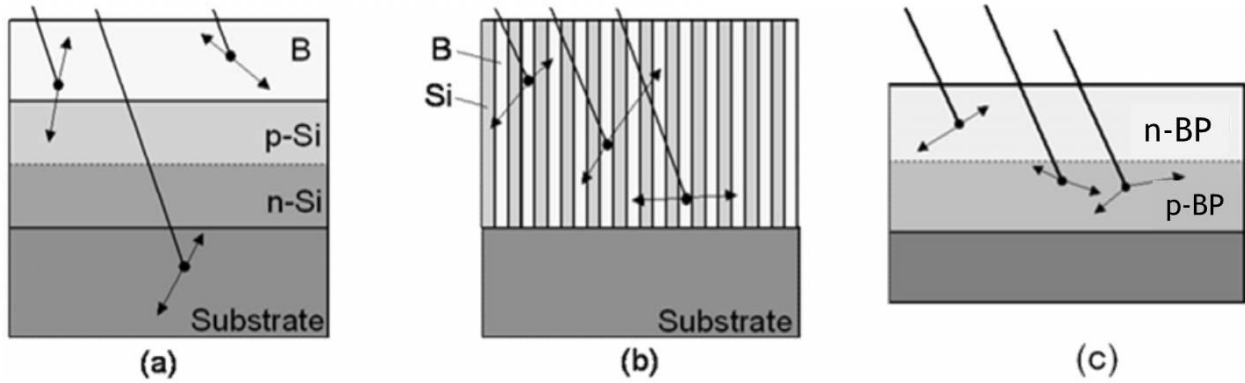 B
p-Si
n-Si
Substrate
(a)
B
Si
Substrate
(b)
n-BP
p-BP
(c)